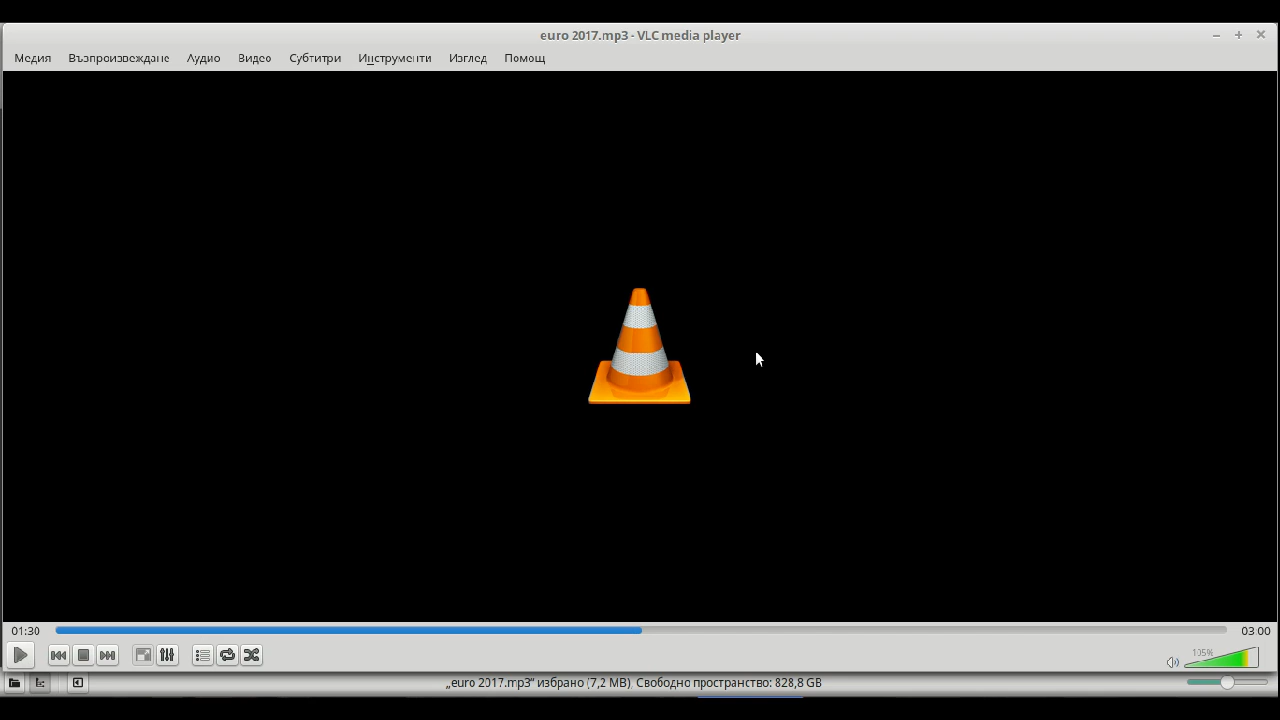 euro 2017.mp3 - VLC media player
Медия Възпроизвеждане Аудио Видео Субтитри Инструменти Изглед Помощ
01:30 03:00
105%
„euro 2017.mp3“ избрано (7,2 MB), Свободно пространство: 828,8 GB